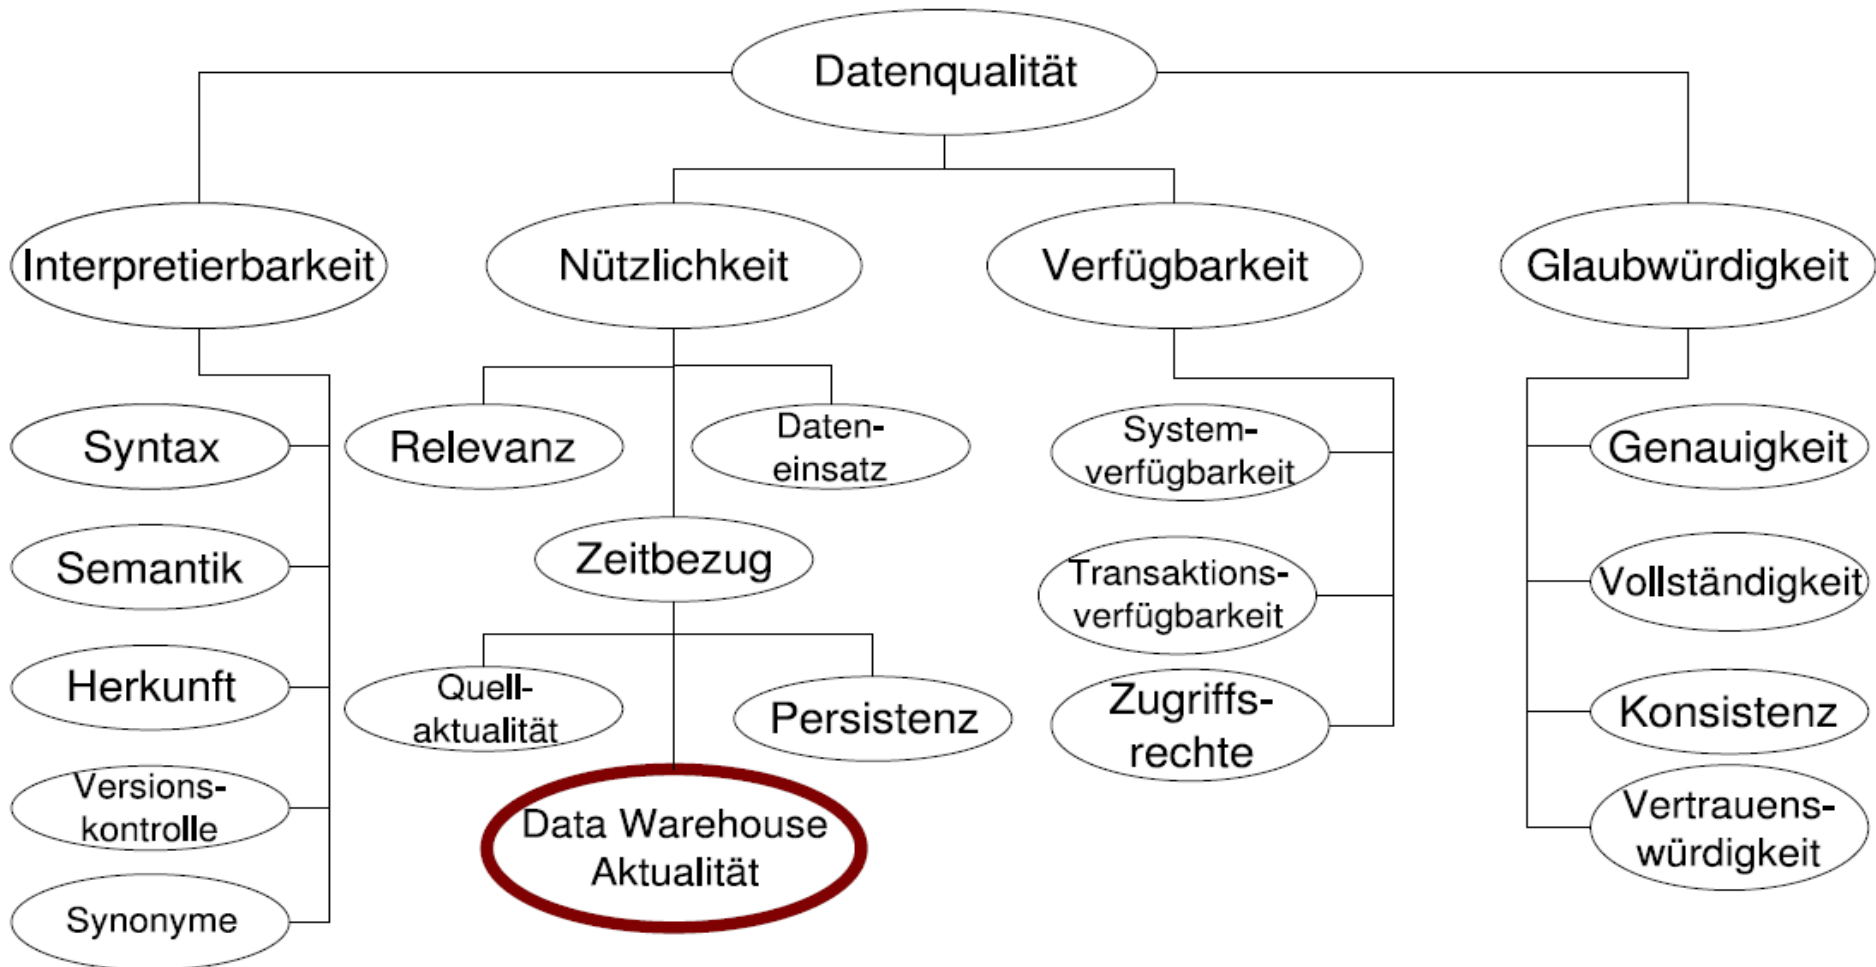 Datenqualität
Interpretierbarkeit
Nützlichkeit
Verfügbarkeit
Glaubwürdigkeit
Syntax
Semantik
Herkunft
Versions-
kontrolle
Synonyme
Relevanz
Daten-
einsatz
Zeitbezug
Quell-
aktualität
Persistenz
Data Warehouse
Aktualität
System-
verfügbarkeit
Transaktions-
verfügbarkeit
Zugriffs-
rechte
Genauigkeit
Vollständigkeit
Konsistenz
Vertrauens-
würdigkeit